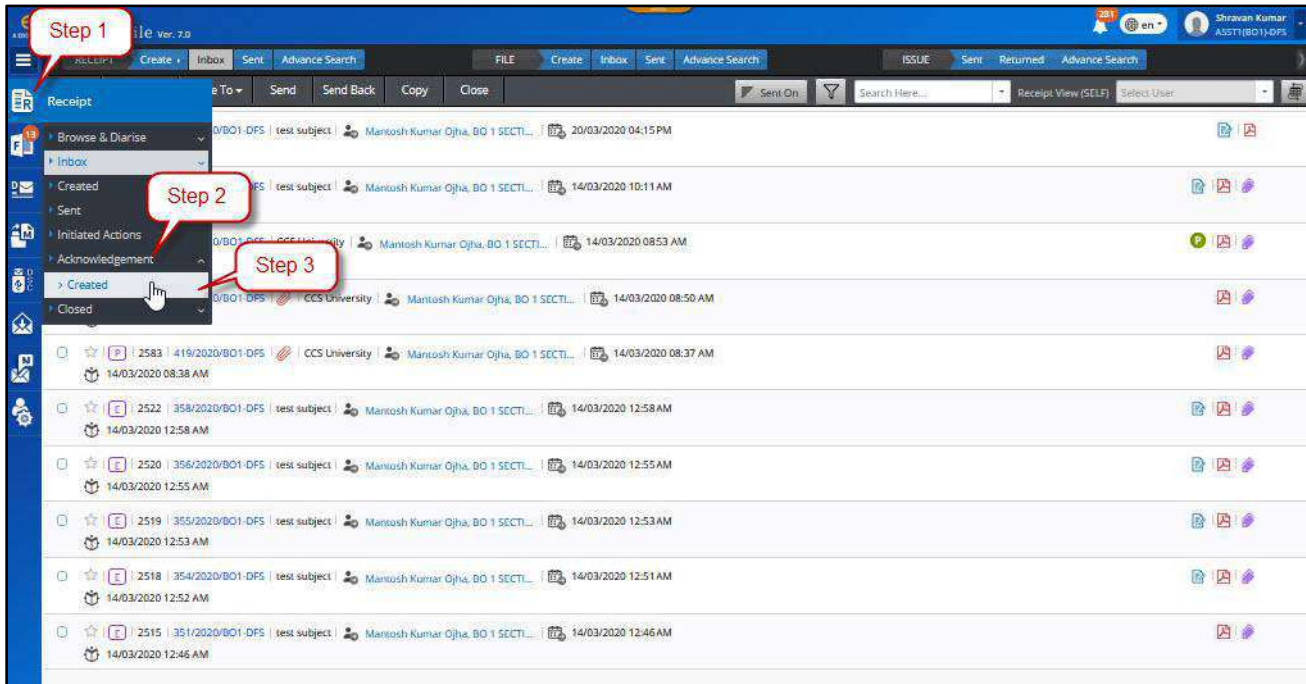 Step 1
ile Ver. 7.0
281
en
Shravan Kumar
ASST1(BO1)-DFS
RECEIPT Create Inbox Sent Advance Search FILE Create Inbox Sent Advance Search ISSUE Sent Returned Advance Search
e To Send Send Back Copy Close Sent On Search Here... Receipt View (SELF) Select User
Receipt
13
Browse & Diarise
0/BO1-DFS test subject Mantosh Kumar Ojha, BO 1 SECTI... 20/03/2020 04:15 PM
Inbox
Created
DFS test subject Mantosh Kumar Ojha, BO 1 SECTI... 14/03/2020 10:11 AM
Step 2
Sent
Initiated Actions
0/BO1-DFS CCS University Mantosh Kumar Ojha, BO 1 SECTI... 14/03/2020 08:53 AM P
Acknowledgement
Step 3
Created
0/BO1-DFS CCS University Mantosh Kumar Ojha, BO 1 SECTI... 14/03/2020 08:50 AM
Closed
P 2583 419/2020/BO1-DFS CCS University Mantosh Kumar Ojha, BO 1 SECTI... 14/03/2020 08:37 AM
14/03/2020 08:38 AM
E 2522 358/2020/BO1-DFS test subject Mantosh Kumar Ojha, BO 1 SECTI... 14/03/2020 12:58 AM
14/03/2020 12:58 AM
E 2520 356/2020/BO1-DFS test subject Mantosh Kumar Ojha, BO 1 SECTI... 14/03/2020 12:55 AM
14/03/2020 12:55 AM
E 2519 355/2020/BO1-DFS test subject Mantosh Kumar Ojha, BO 1 SECTI... 14/03/2020 12:53 AM
14/03/2020 12:53 AM
E 2518 354/2020/BO1-DFS test subject Mantosh Kumar Ojha, BO 1 SECTI... 14/03/2020 12:51 AM
14/03/2020 12:52 AM
E 2515 351/2020/BO1-DFS test subject Mantosh Kumar Ojha, BO 1 SECTI... 14/03/2020 12:46 AM
14/03/2020 12:46 AM